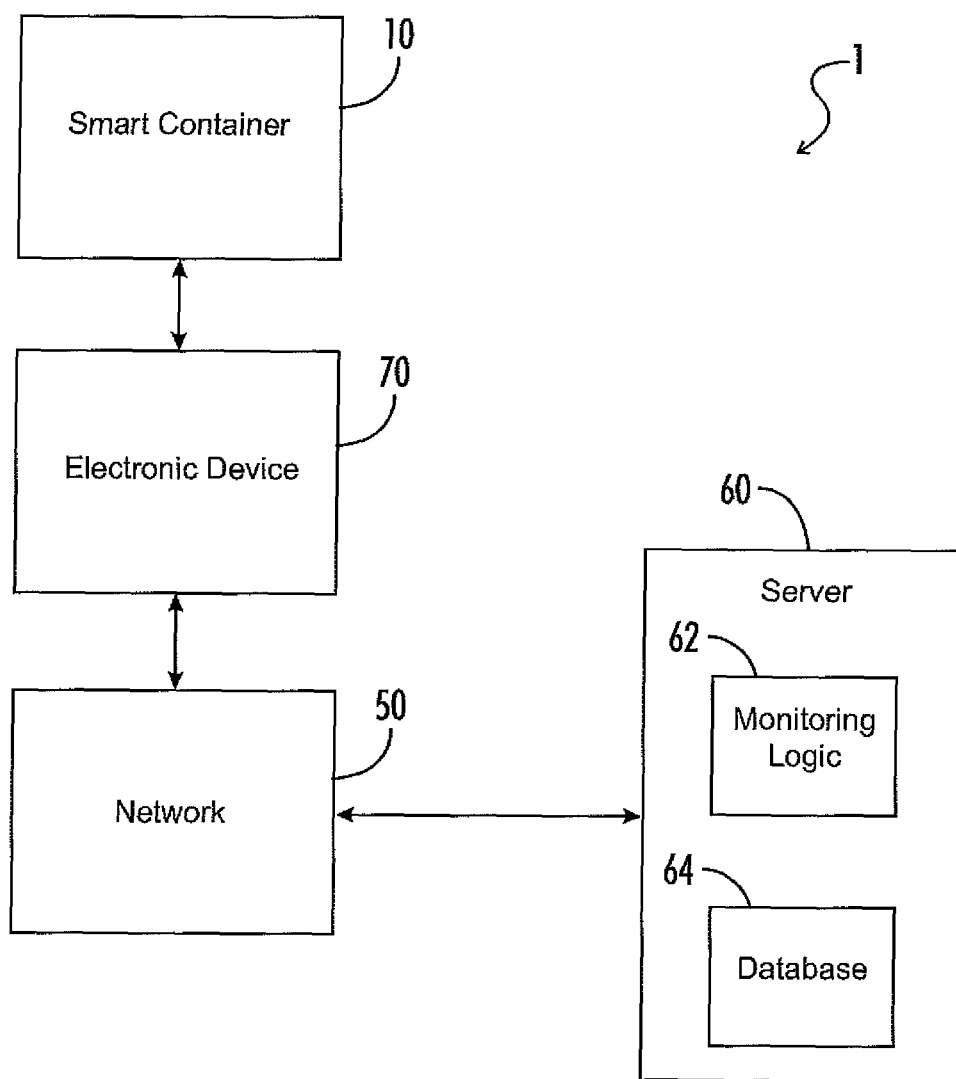 10
1
Smart Container
70
Electronic Device
60
Server
62
50
Monitoring
Logic
Network
64
Database